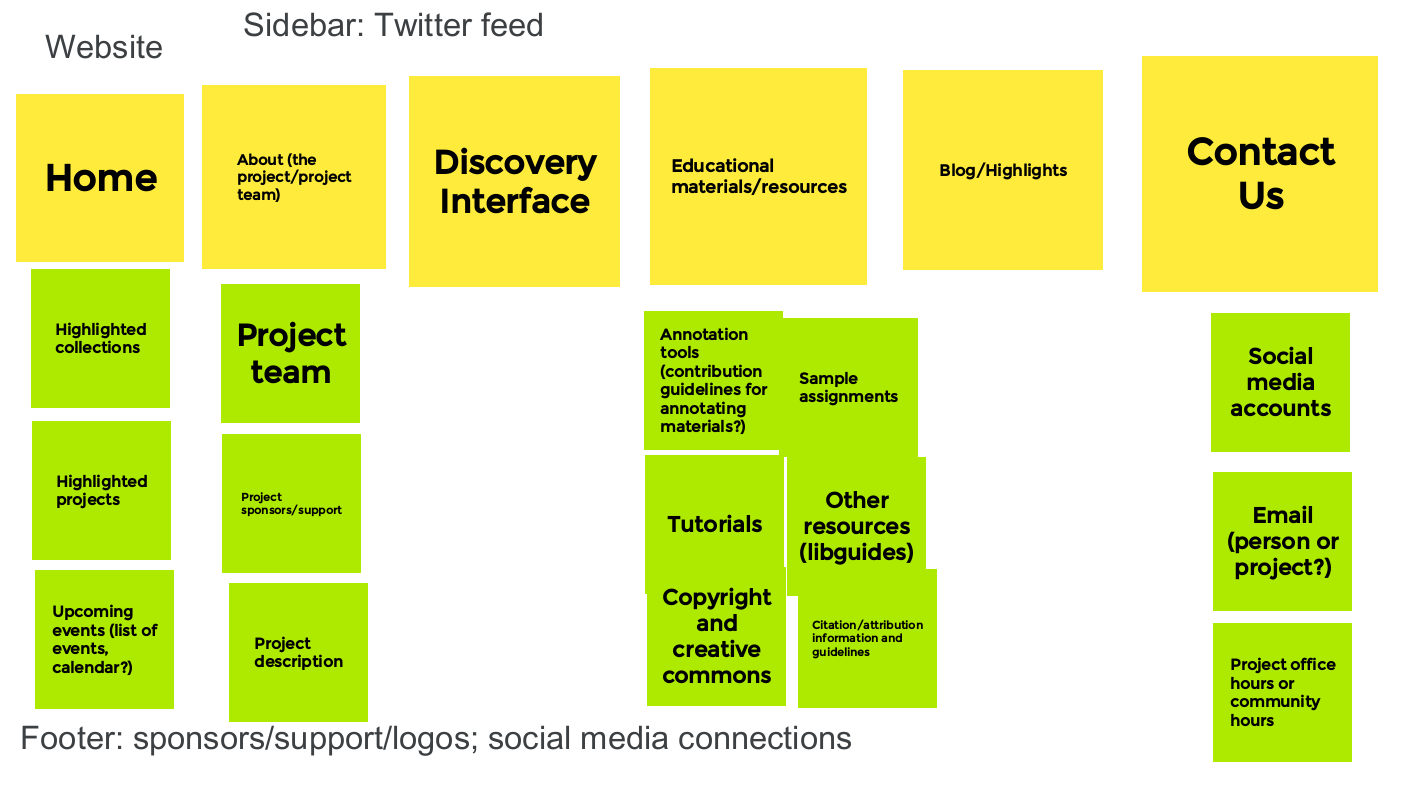 Sidebar: Twitter feed
Website
Home
About (the
project/project
team)
Discovery
Interface
Educational
materials/resources
Blog/Highlights
Contact
Us
Highlighted
collections
Highlighted
projects
Upcoming
events (list of
events,
calendar?)
Project
team
Project
sponsors/support
Project
description
Annotation
tools
(contribution
guidelines for
annotating
materials?)
Sample
assignments
Tutorials
Other
resources
(libguides)
Copyright
and
creative
commons
Citation/attribution
information and
guidelines
Social
media
accounts
Email
(person or
project?)
Project office
hours or
community
hours
Footer: sponsors/support/logos; social media connections